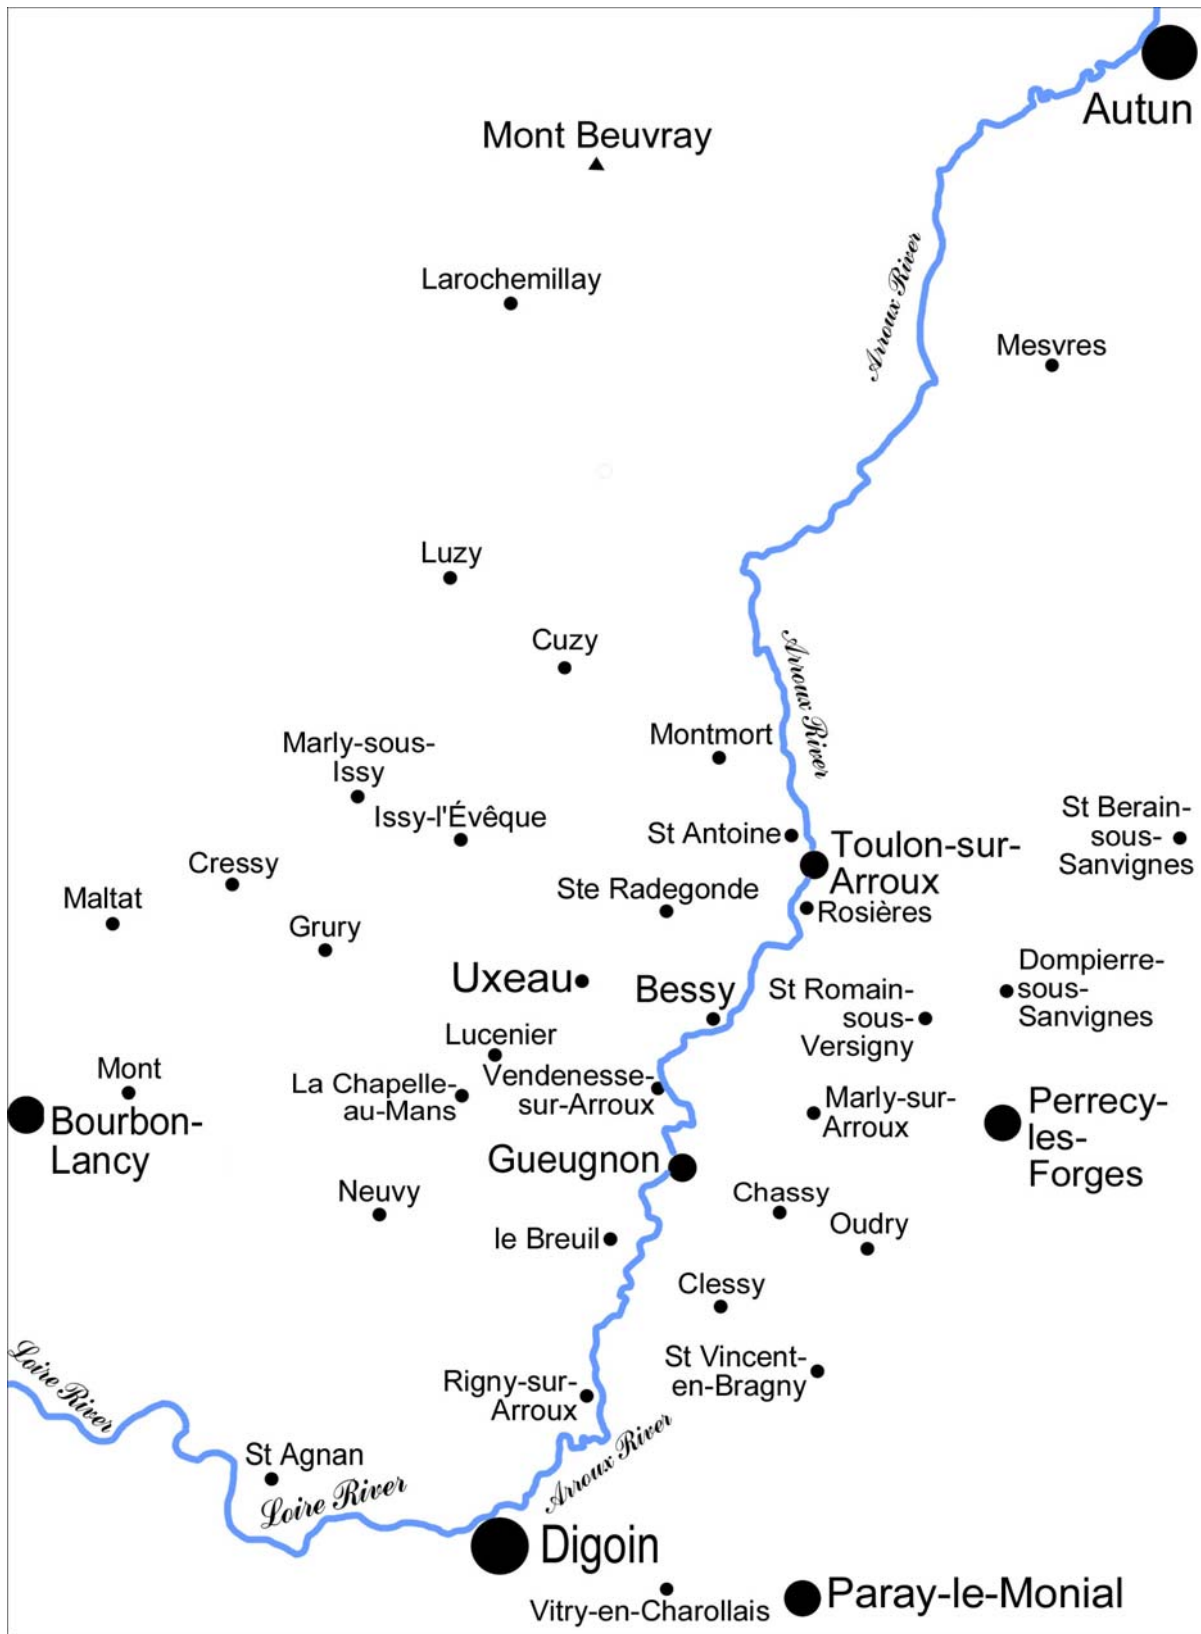 Autun
Mont Beuvray
Larochemillay
Arroux River
Mesvres
Luzy
Cuzy
Arroux River
Montmort
Marly-sous-
Issy
Issy-l'Évêque
St Antoine
Toulon-sur-
Arroux
St Berain-
sous-
Sanvignes
Cressy
Maltat
Ste Radegonde
Rosières
Grury
Uxeau
Bessy
St Romain-
sous-
Versigny
Dompierre-
sous-
Sanvignes
Lucenier
Mont
La Chapelle-
au-Mans
Vendenesse-
sur-Arroux
Marly-sur-
Arroux
Perrecy-
les-
Forges
Bourbon-
Lancy
Gueugnon
Neuvy
Chassy
Oudry
le Breuil
Clessy
St Vincent-
en-Bragny
Rigny-sur-
Arroux
Loire River
Arroux River
St Agnan
Loire River
Digoin
Vitry-en-Charollais
Paray-le-Monial